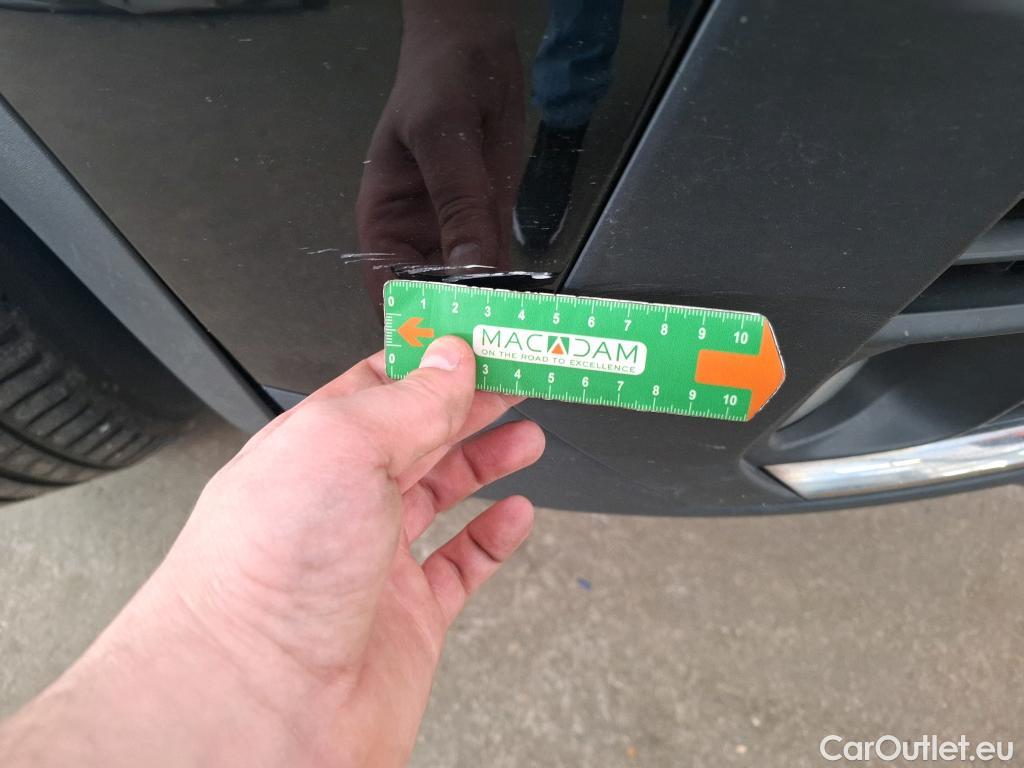 0 1 2 3 4 5 6 7 8 9 10
MACADAM
ON THE ROAD TO EXCELLENCE
0 3 4 5 6 7 8 9 10
CarOutlet.eu